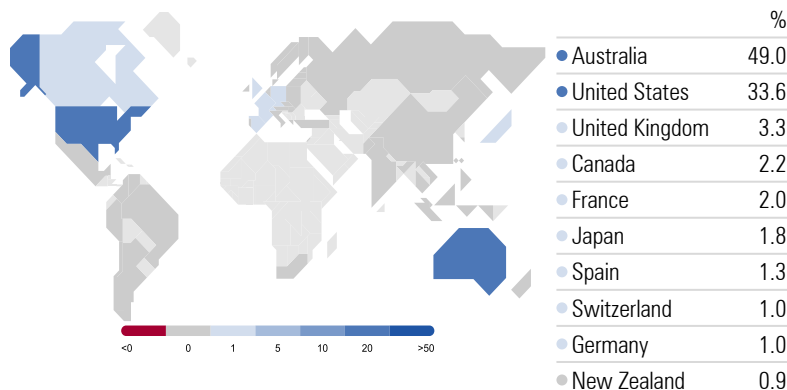 %
Australia 49.0
United States 33.6
United Kingdom 3.3
Canada 2.2
France 2.0
Japan 1.8
Spain 1.3
Switzerland 1.0
Germany 1.0
New Zealand 0.9
<0 0 1 5 10 20 >50